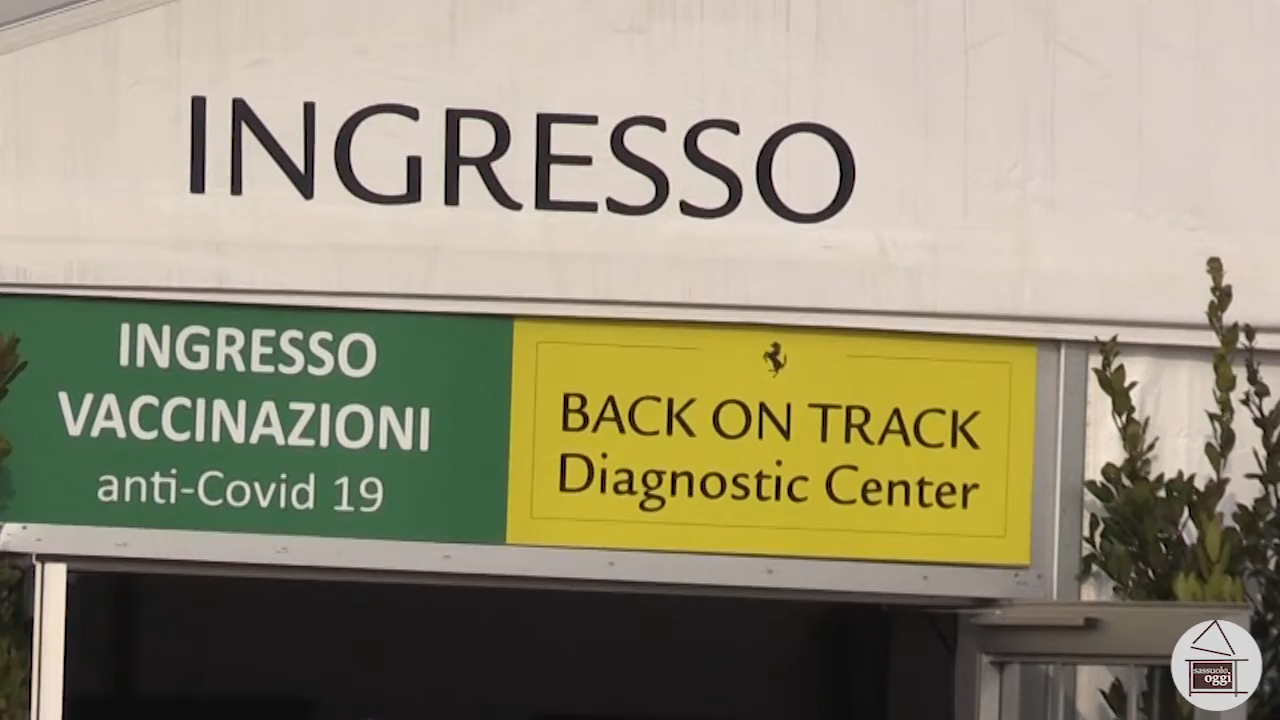 INGRESSO
INGRESSO
VACCINAZIONI
anti-Covid 19
BACK ON TRACK
Diagnostic Center
sassuolo
oggi